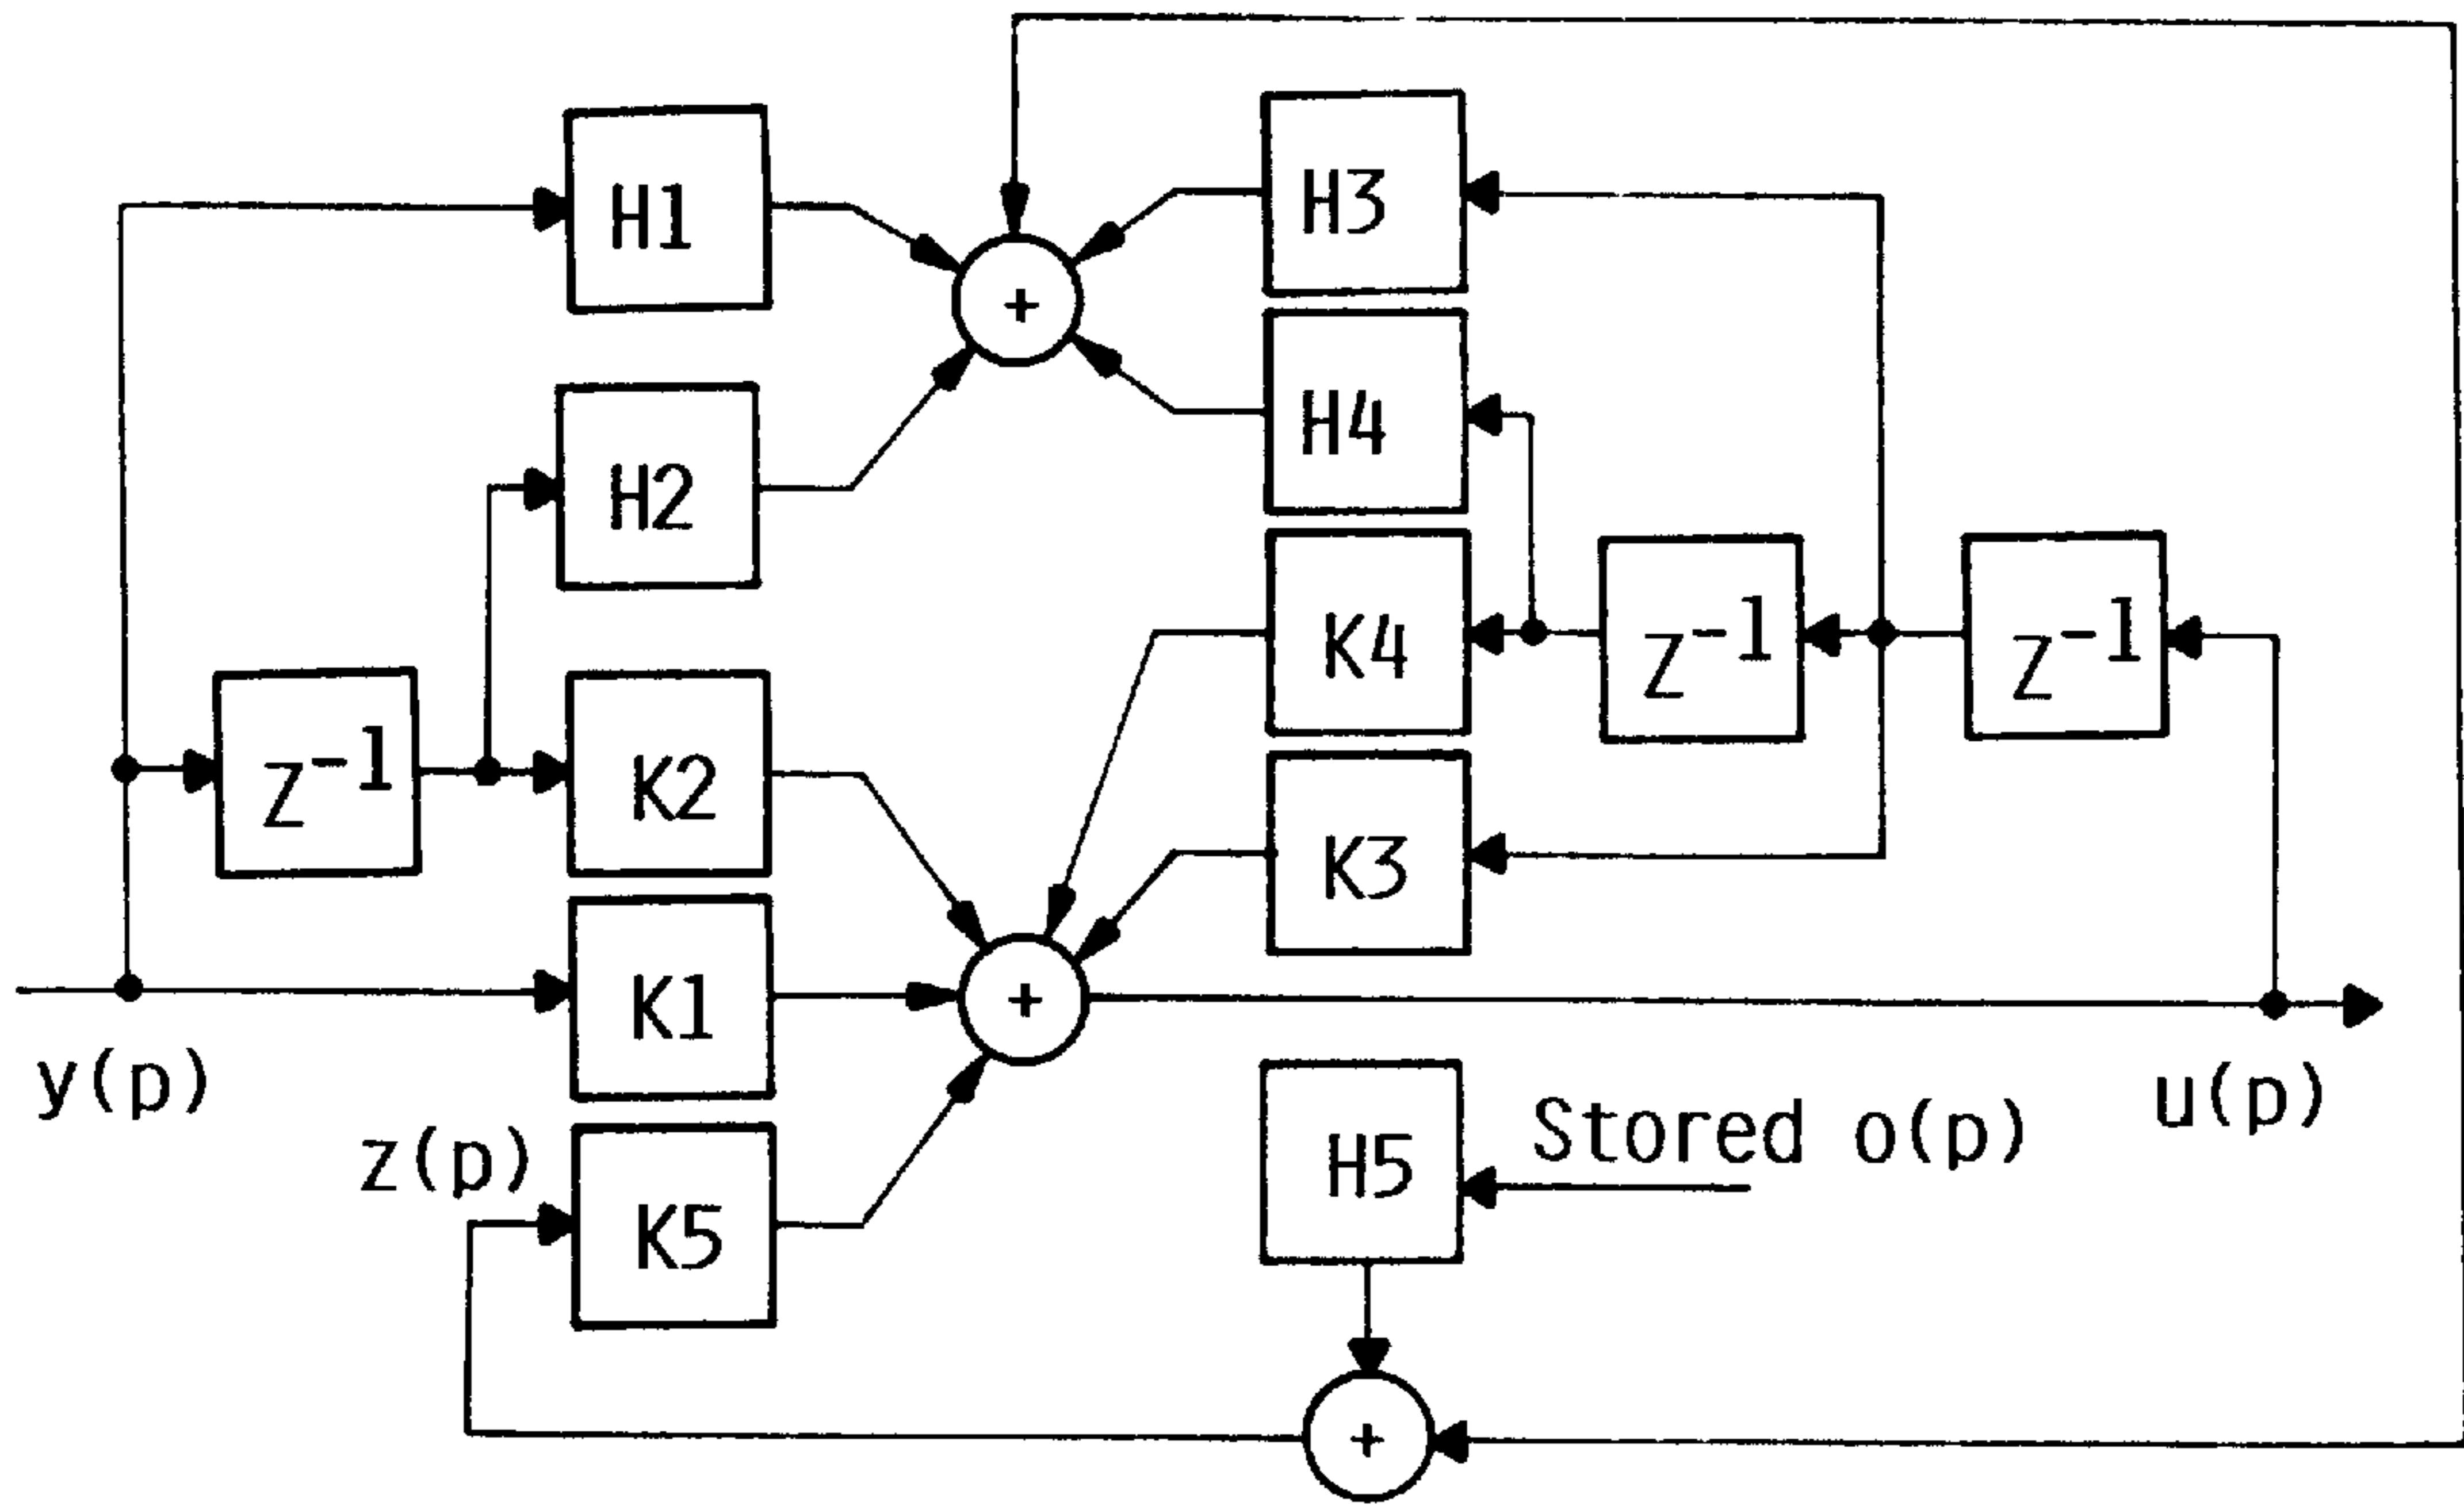 H1
H3
+
H4
H2
K4
z-1
z-1
z-1
K2
K3
K1
+
y(p)
u(p)
z(p)
H5
Stored o(p)
K5
+